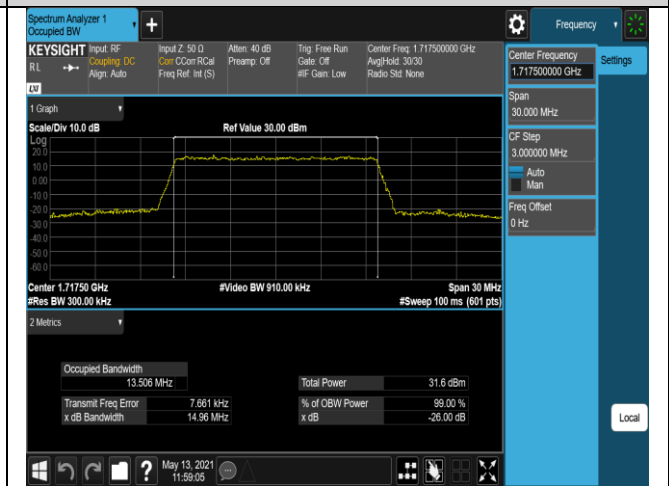 Spectrum Analyzer 1
Occupied BW
+
Frequency
KEYSIGHT
RL
LXI
Input: RF
Coupling: DC
Align: Auto
Input Z: 50 Ω
Corr CCorr RCal
Freq Ref: Int (S)
Atten: 40 dB
Preamp: Off
Trig: Free Run
Gate: Off
#IF Gain: Low
Center Freq: 1.717500000 GHz
Avg|Hold: 30/30
Radio Std: None
Center Frequency
1.717500000 GHz
Settings
Span
30.000 MHz
CF Step
3.000000 MHz
Auto
Man
Freq Offset
0 Hz
Local
1 Graph
Scale/Div 10.0 dB
Ref Value 30.00 dBm
Log
20.0
10.0
0.00
-10.0
-20.0
-30.0
-40.0
-50.0
-60.0
Center 1.71750 GHz
#Video BW 910.00 kHz
Span 30 MHz
#Res BW 300.00 kHz
#Sweep 100 ms (601 pts)
2 Metrics
Occupied Bandwidth
13.506 MHz
Total Power 31.6 dBm
Transmit Freq Error 7.661 kHz
% of OBW Power 99.00 %
x dB Bandwidth 14.96 MHz
x dB -26.00 dB
?
May 13, 2021
11:59:05